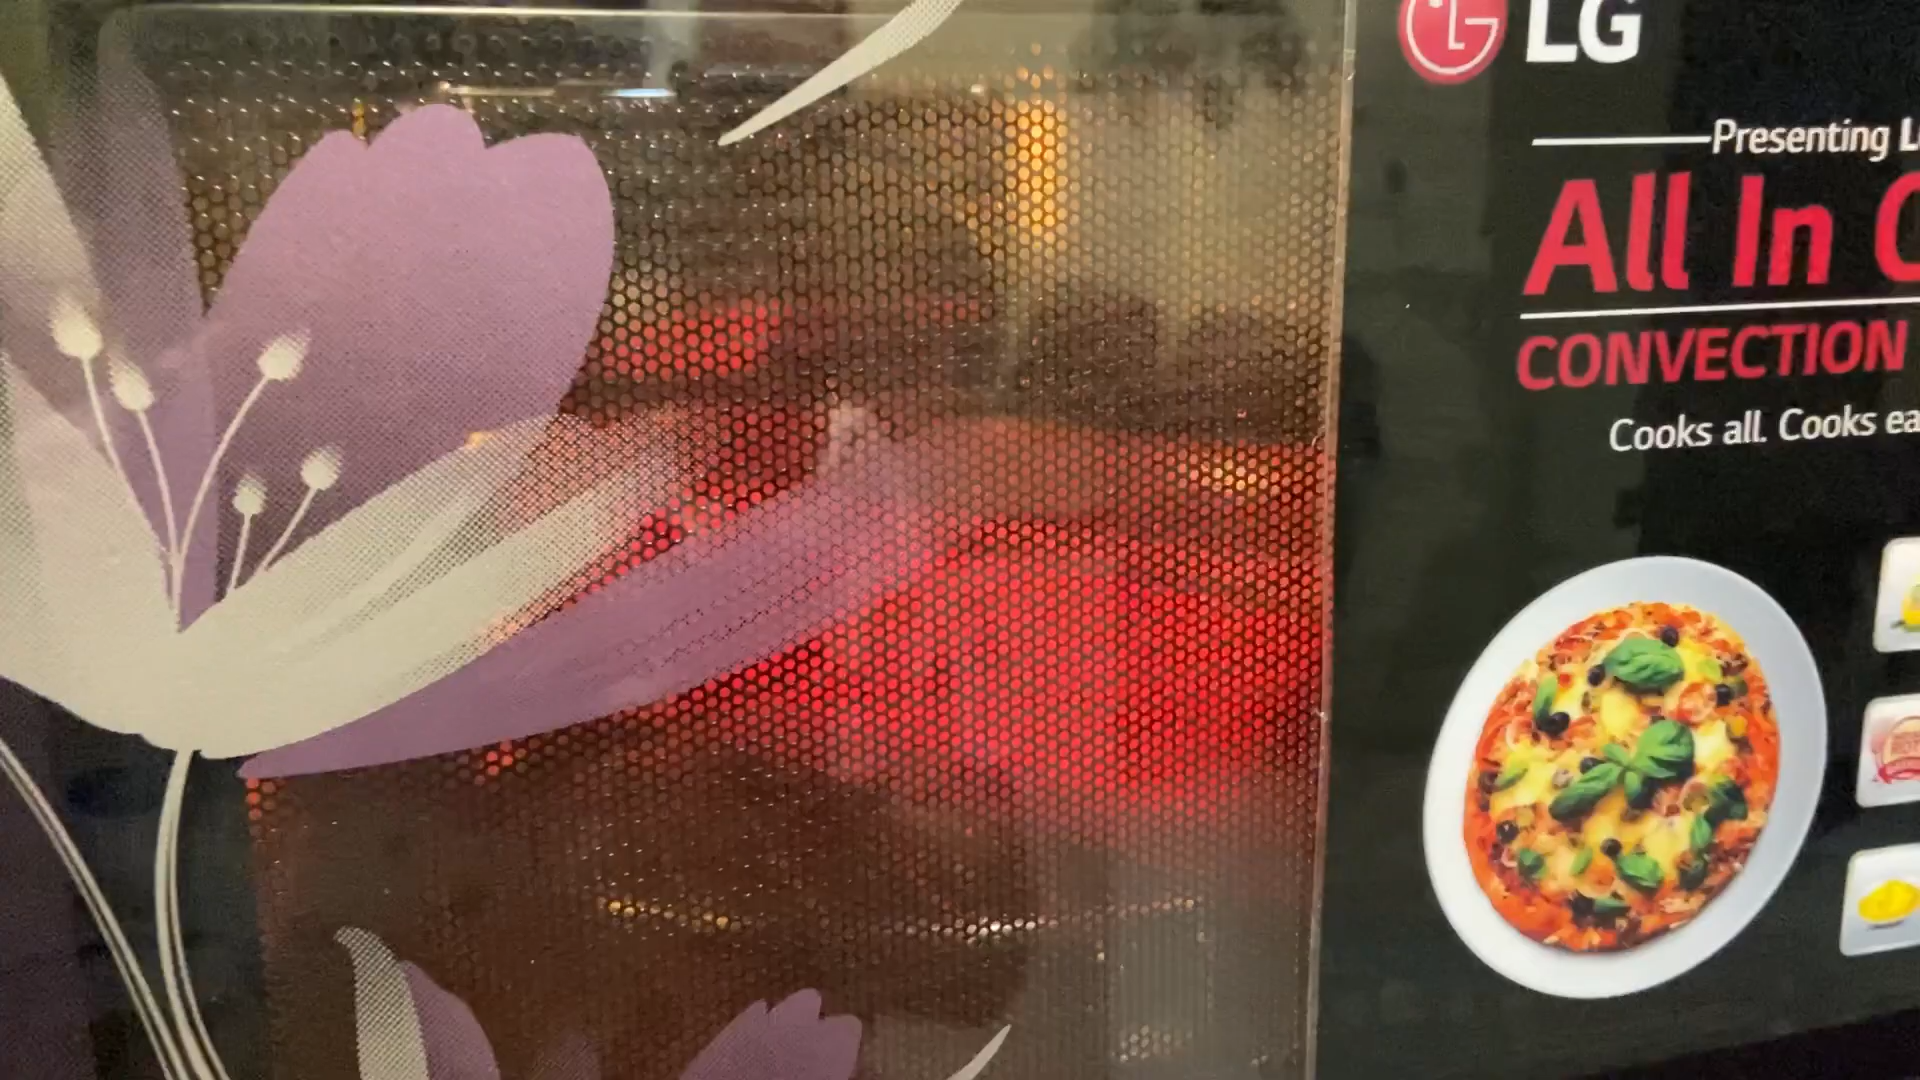 LG
Presenting
All In
CONVECTION
Cooks all. Cooks